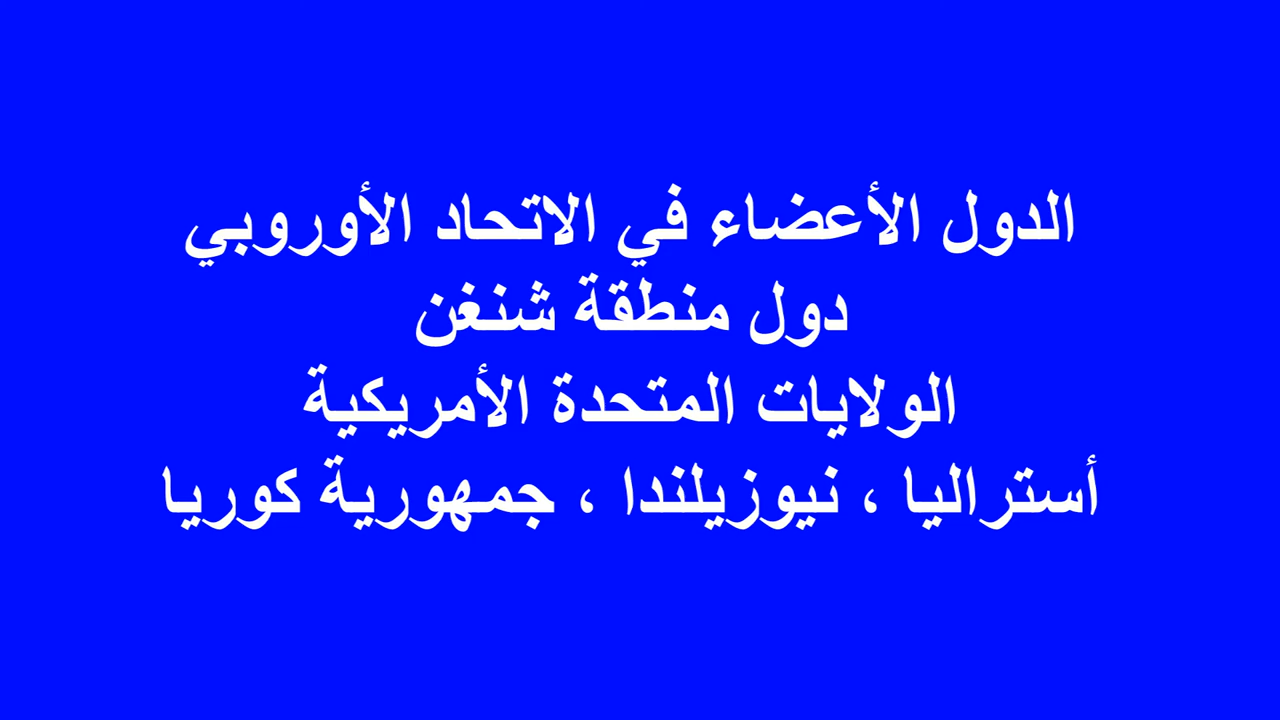 الدول الأعضاء في الاتحاد الأوروبي
دول منطقة شنغن
الولايات المتحدة الأمريكية
أستراليا ، نيوزيلندا ، جمهورية كوريا